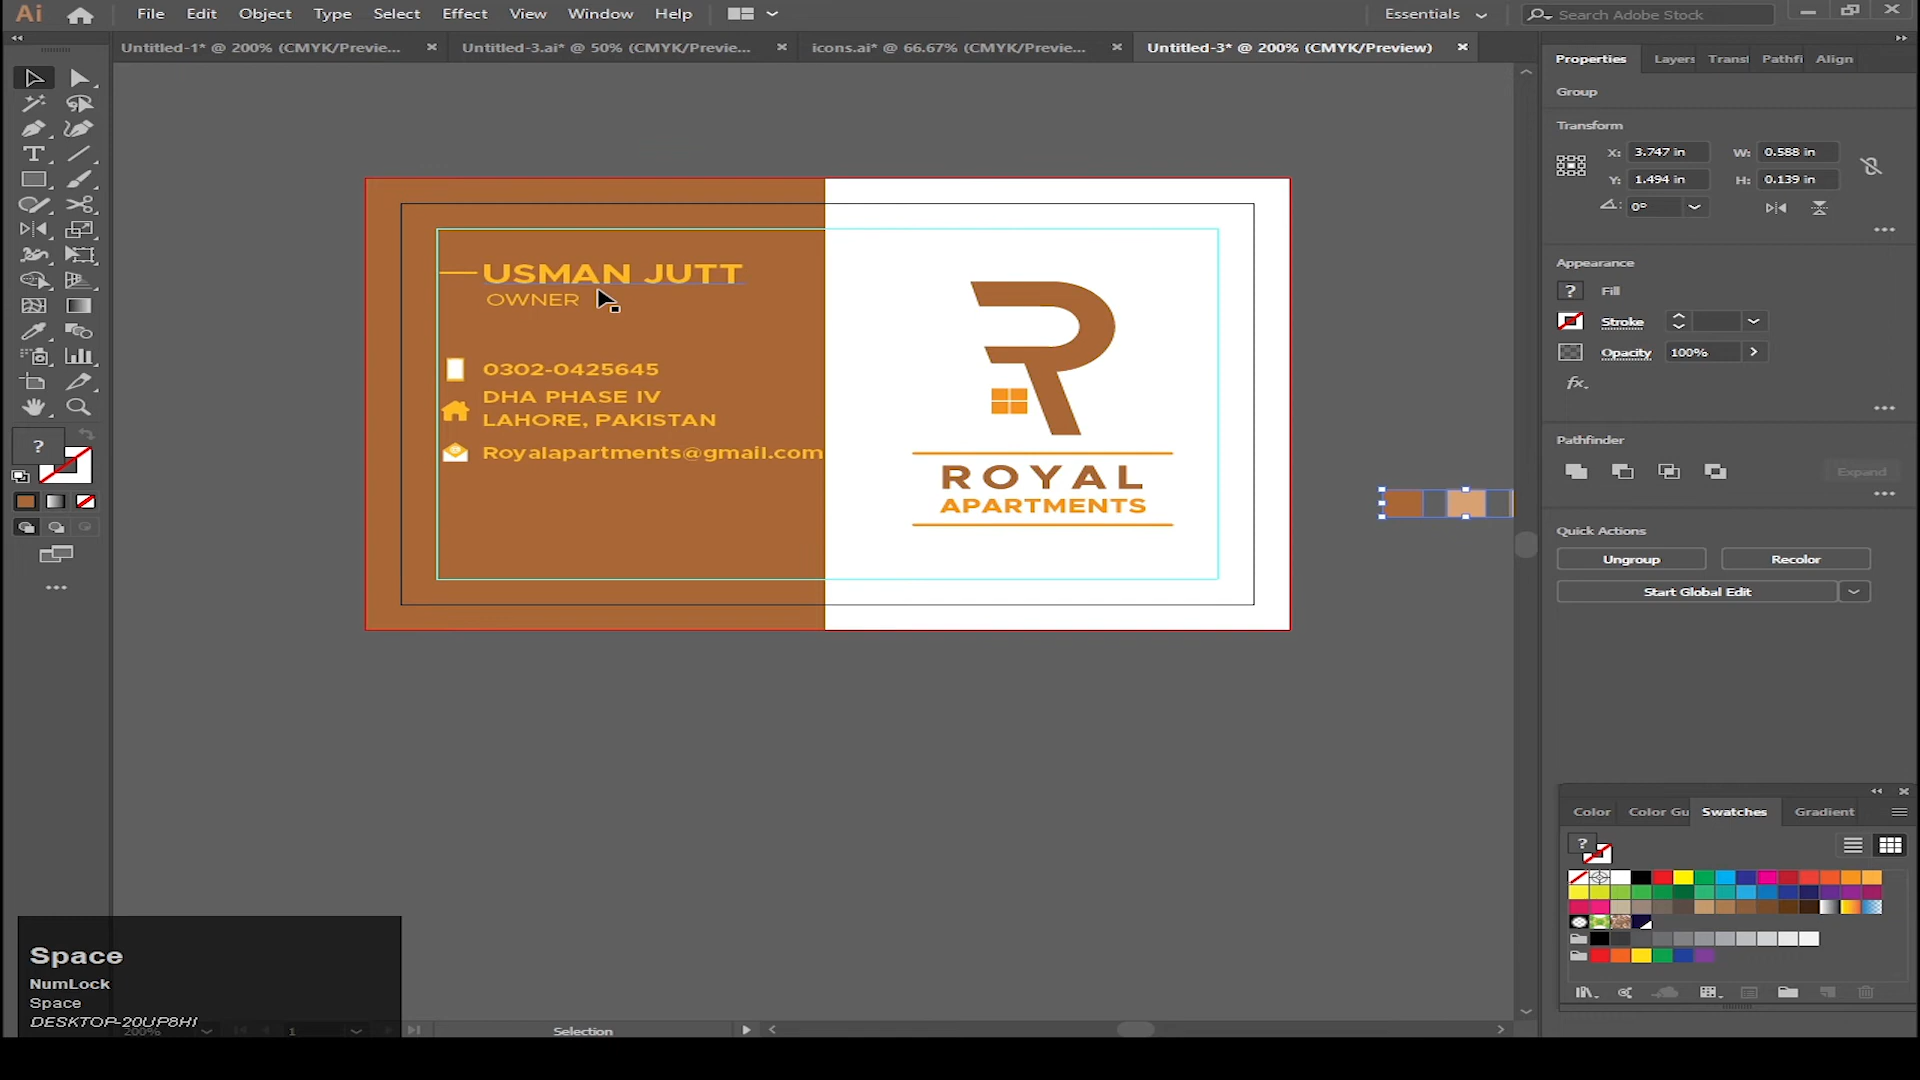 Ai File Edit Object Type Select Effect View Window Help Essentials Search Adobe Stock
Untitled-1* @ 200% (CMYK/Previe... Untitled-3.ai* @ 50% (CMYK/Previe... icons.ai* @ 66.67% (CMYK/Previe... Untitled-3* @ 200% (CMYK/Preview)
Properties Layers Transf Pathfi Align
Group
Transform
X: 3.747 in W: 0.588 in
Y: 1.494 in H: 0.139 in
0°
Appearance
? Fill
Stroke
Opacity 100%
fx.
Pathfinder
Expand
Quick Actions
Ungroup Recolor
Start Global Edit
USMAN JUTT
OWNER
0302-0425645
DHA PHASE IV
LAHORE, PAKISTAN
Royalapartments@gmail.com
ROYAL
APARTMENTS
?
Color Color Gu Swatches Gradient
?
Space
NumLock
Space
DESKTOP-20UP8HI
200% 1 Selection